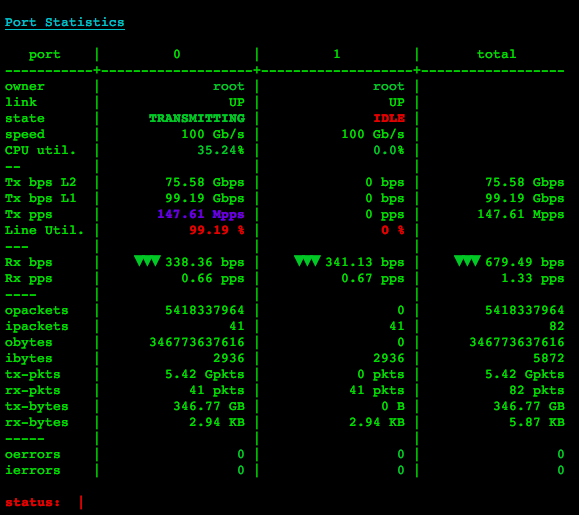 Port Statistics
port | 0 | 1 | total
------------+-------------------+-------------------+------------------
owner | root | root |
link | UP | UP |
state | TRANSMITTING | IDLE |
speed | 100 Gb/s | 100 Gb/s |
CPU util. | 35.24% | 0.0% |
-- | | |
Tx bps L2 | 75.58 Gbps | 0 bps | 75.58 Gbps
Tx bps L1 | 99.19 Gbps | 0 bps | 99.19 Gbps
Tx pps | 147.61 Mpps | 0 pps | 147.61 Mpps
Line Util. | 99.19 % | 0 % |
--- | | |
Rx bps | ▼▼▼ 338.36 bps | ▼▼▼ 341.13 bps | ▼▼▼ 679.49 bps
Rx pps | 0.66 pps | 0.67 pps | 1.33 pps
---- | | |
opackets | 5418337964 | 0 | 5418337964
ipackets | 41 | 41 | 82
obytes | 346773637616 | 0 | 346773637616
ibytes | 2936 | 2936 | 5872
tx-pkts | 5.42 Gpkts | 0 pkts | 5.42 Gpkts
rx-pkts | 41 pkts | 41 pkts | 82 pkts
tx-bytes | 346.77 GB | 0 B | 346.77 GB
rx-bytes | 2.94 KB | 2.94 KB | 5.87 KB
----- | | |
oerrors | 0 | 0 | 0
ierrors | 0 | 0 | 0
status: |